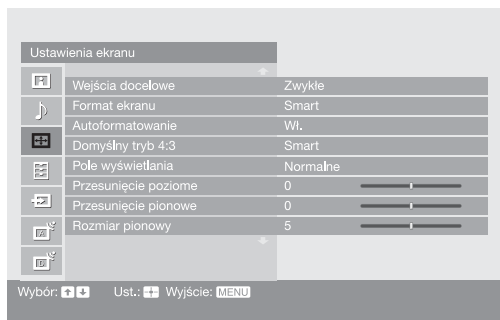 Ustawienia ekranu
Wejścia docelowe Zwykłe
Format ekranu Smart
Autoformatowanie Wł.
Domyślny tryb 4:3 Smart
Pole wyświetlania Normalne
Przesunięcie poziome 0
Przesunięcie pionowe 0
Rozmiar pionowy 5
Wybór: Ust.: Wyjście: MENU